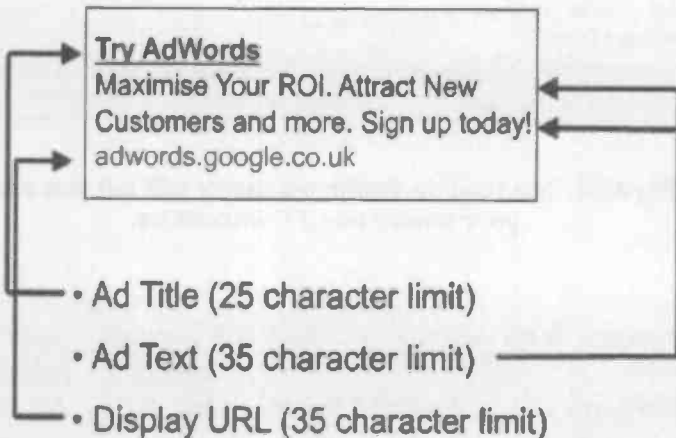 Try AdWords
Maximise Your ROI. Attract New
Customers and more. Sign up today!
adwords.google.co.uk
• Ad Title (25 character limit)
• Ad Text (35 character limit)
• Display URL (35 character limit)